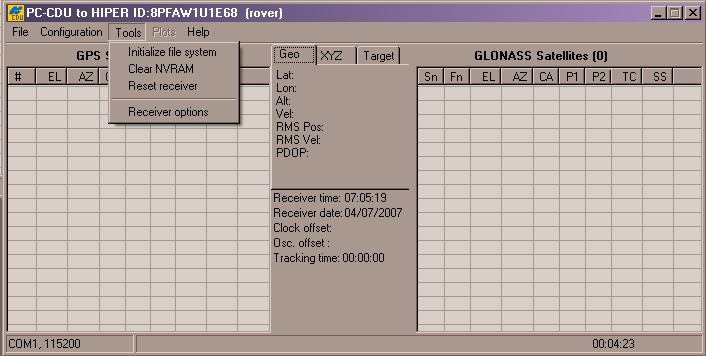 PC-CDU to HIPER ID:8PFAW1U1E68 (rover)
File Configuration Tools Plots Help
Initialize file system
Clear NVRAM
Reset receiver
Receiver options
GPS S
# EL AZ
Geo XYZ Target
Lat:
Lon:
Alt:
Vel:
RMS Pos:
RMS Vel:
PDOP:
Receiver time: 07:05:19
Receiver date: 04/07/2007
Clock offset:
Osc. offset :
Tracking time: 00:00:00
GLONASS Satellites (0)
Sn Fn EL AZ CA P1 P2 TC SS
COM1, 115200
00:04:23